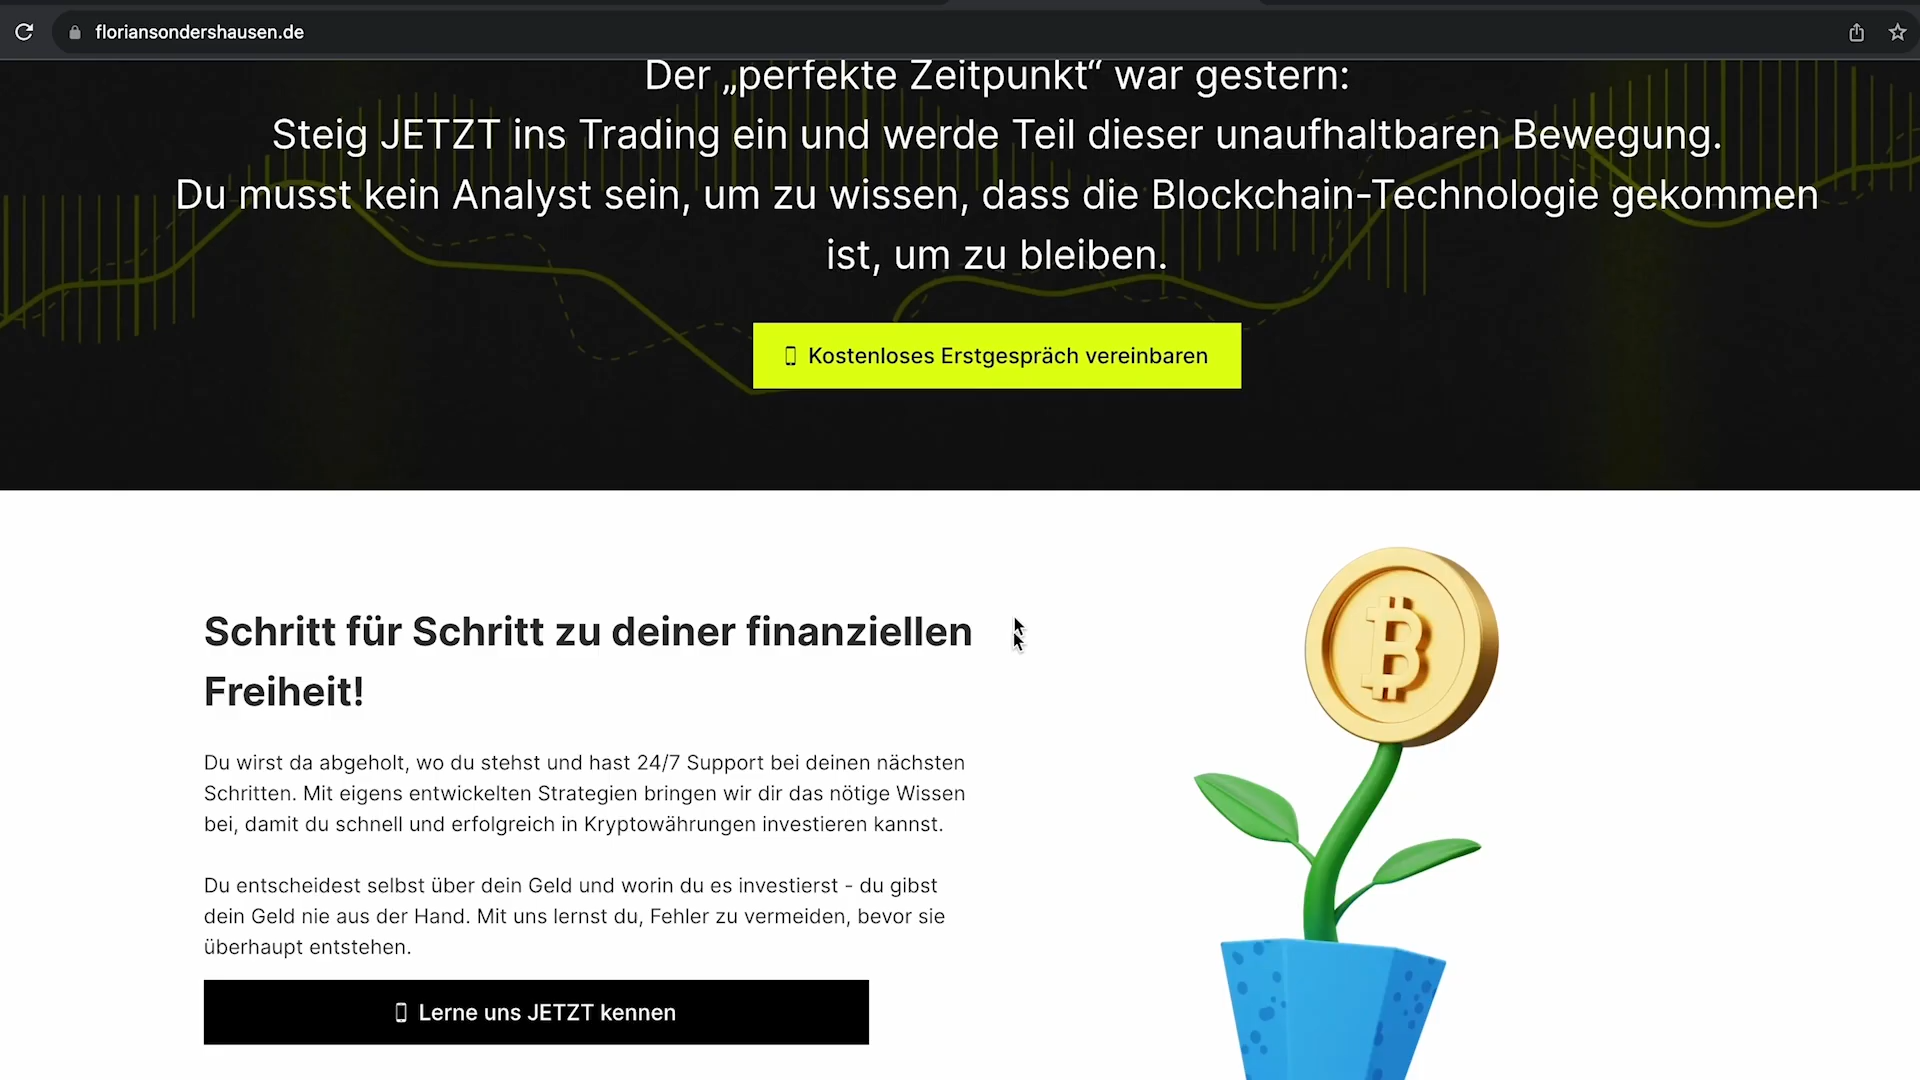 floriansondershausen.de
Der „perfekte Zeitpunkt“ war gestern:
Steig JETZT ins Trading ein und werde Teil dieser unaufhaltbaren Bewegung.
Du musst kein Analyst sein, um zu wissen, dass die Blockchain-Technologie gekommen
ist, um zu bleiben.
Kostenloses Erstgespräch vereinbaren
Schritt für Schritt zu deiner finanziellen
Freiheit!
Du wirst da abgeholt, wo du stehst und hast 24/7 Support bei deinen nächsten
Schritten. Mit eigens entwickelten Strategien bringen wir dir das nötige Wissen
bei, damit du schnell und erfolgreich in Kryptowährungen investieren kannst.
Du entscheidest selbst über dein Geld und worin du es investierst - du gibst
dein Geld nie aus der Hand. Mit uns lernst du, Fehler zu vermeiden, bevor sie
überhaupt entstehen.
Lerne uns JETZT kennen